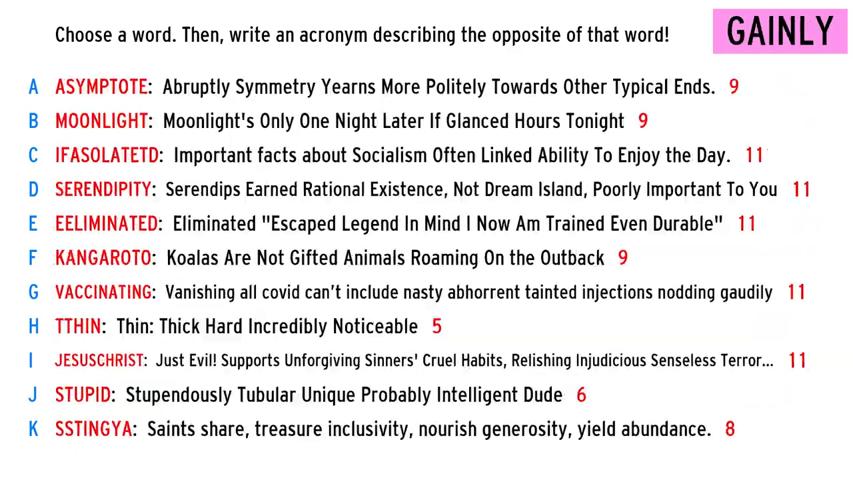 Choose a word. Then, write an acronym describing the opposite of that word!
GAINLY
A ASYMPTOTE: Abruptly Symmetry Yearns More Politely Towards Other Typical Ends. 9
B MOONLIGHT: Moonlight's Only One Night Later If Glanced Hours Tonight 9
C IFASOLATETD: Important facts about Socialism Often Linked Ability To Enjoy the Day. 11
D SERENDIPITY: Serendips Earned Rational Existence, Not Dream Island, Poorly Important To You 11
E EELIMINATED: Eliminated "Escaped Legend In Mind I Now Am Trained Even Durable" 11
F KANGAROTO: Koalas Are Not Gifted Animals Roaming On the Outback 9
G VACCINATING: Vanishing all covid can't include nasty abhorrent tainted injections nodding gaudily 11
H TTHIN: Thin: Thick Hard Incredibly Noticeable 5
I JESUSCHRIST: Just Evil! Supports Unforgiving Sinners' Cruel Habits, Relishing Injudicious Senseless Terror... 11
J STUPID: Stupendously Tubular Unique Probably Intelligent Dude 6
K SSTINGYA: Saints share, treasure inclusivity, nourish generosity, yield abundance. 8